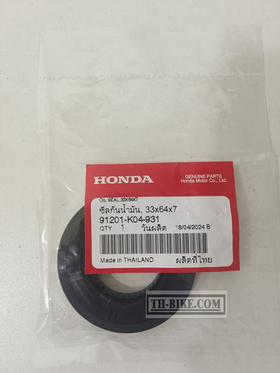 HONDA
GENUINE PARTS
Honda Motor Co., Ltd.
OIL SEAL, 33X64X7
ซีลกันน้ำมัน, 33x64x7
91201-K04-931
QTY 1 วันผลิต 18/04/2024 B
Made in THAILAND ผลิตที่ไทย
TH-BIKE.COM